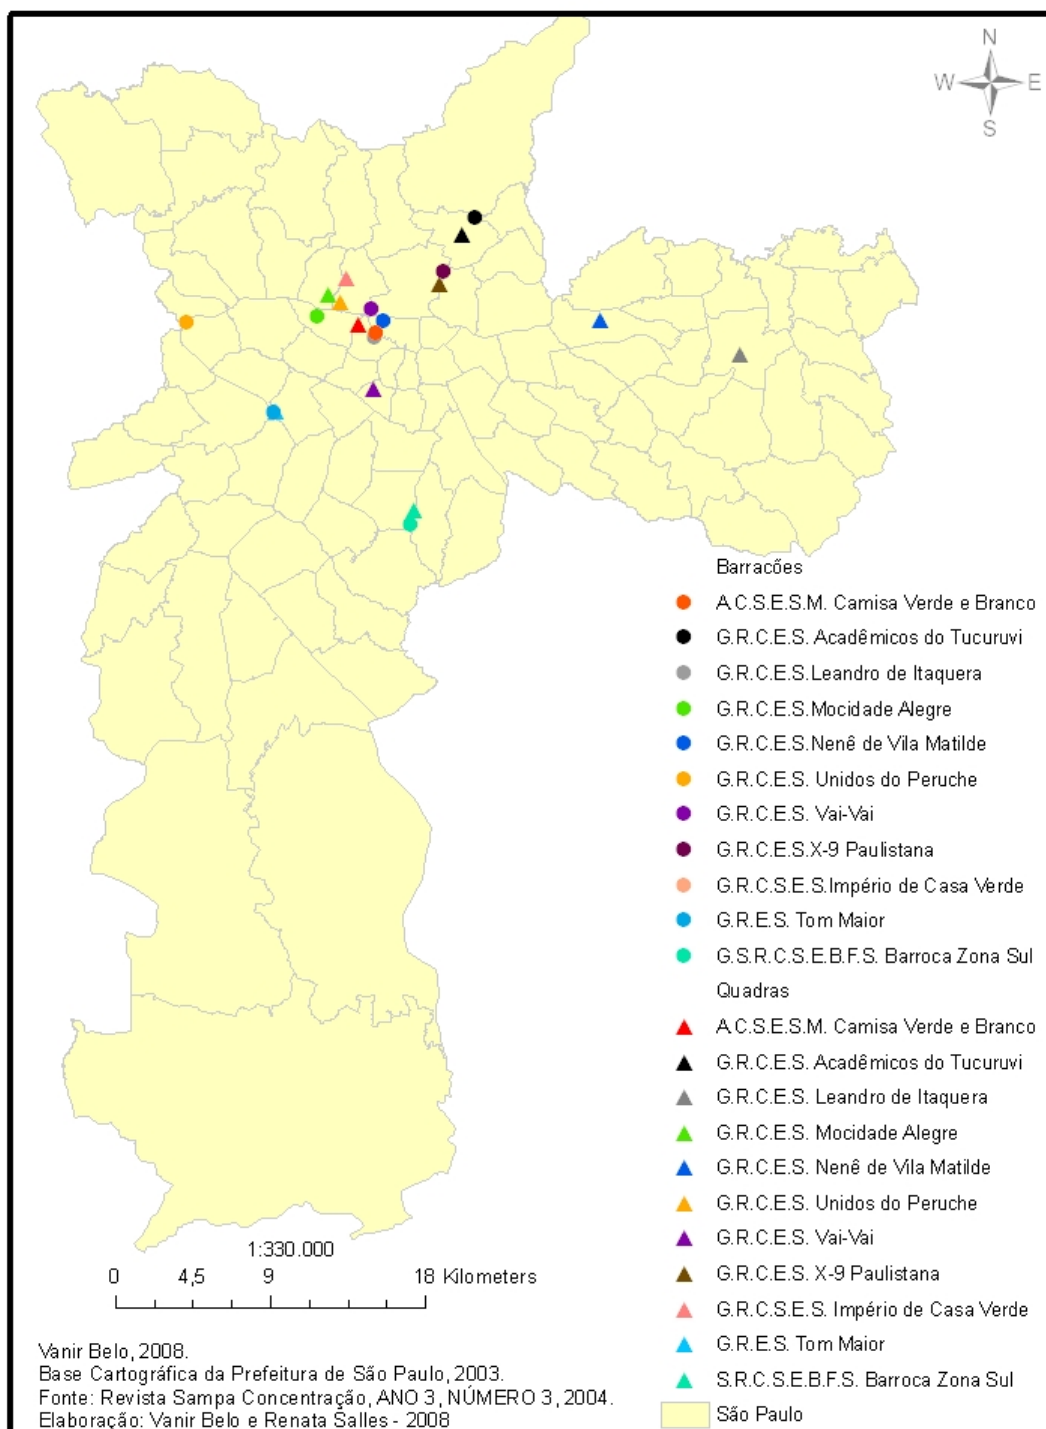 N
W E
S
Barracões
A.C.S.E.S.M. Camisa Verde e Branco
G.R.C.E.S. Acadêmicos do Tucuruvi
G.R.C.E.S.Leandro de Itaquera
G.R.C.E.S.Mocidade Alegre
G.R.C.E.S.Nenê de Vila Matilde
G.R.C.E.S. Unidos do Peruche
G.R.C.E.S. Vai-Vai
G.R.C.E.S.X-9 Paulistana
G.R.C.S.E.S.Império de Casa Verde
G.R.E.S. Tom Maior
G.S.R.C.S.E.B.F.S. Barroca Zona Sul
Quadras
A.C.S.E.S.M. Camisa Verde e Branco
G.R.C.E.S. Acadêmicos do Tucuruvi
G.R.C.E.S. Leandro de Itaquera
G.R.C.E.S. Mocidade Alegre
G.R.C.E.S. Nenê de Vila Matilde
G.R.C.E.S. Unidos do Peruche
G.R.C.E.S. Vai-Vai
G.R.C.E.S. X-9 Paulistana
G.R.C.S.E.S. Império de Casa Verde
G.R.E.S. Tom Maior
S.R.C.S.E.B.F.S. Barroca Zona Sul
São Paulo
1:330.000
0 4,5 9 18 Kilometers
Vanir Belo, 2008.
Base Cartográfica da Prefeitura de São Paulo, 2003.
Fonte: Revista Sampa Concentração, ANO 3, NÚMERO 3, 2004.
Elaboração: Vanir Belo e Renata Salles - 2008